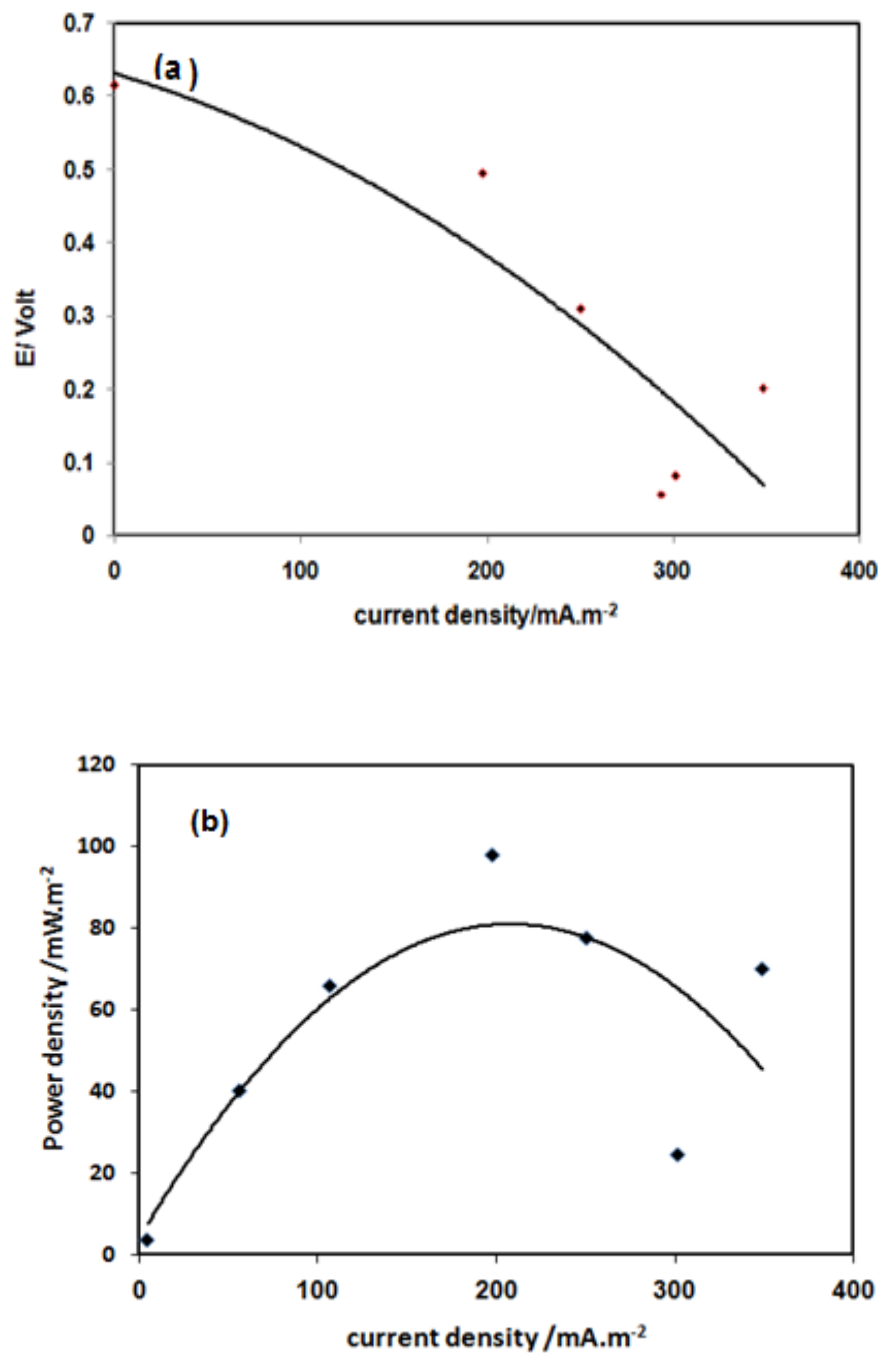 0.7
(a )
0.6
0.5
0.4
0.3
0.2
0.1
0
E/ Volt
0 100 200 300 400
current density/mA.m-2
120
(b)
100
80
60
40
20
0
Power density /mW.m-2
0 100 200 300 400
current density /mA.m-2